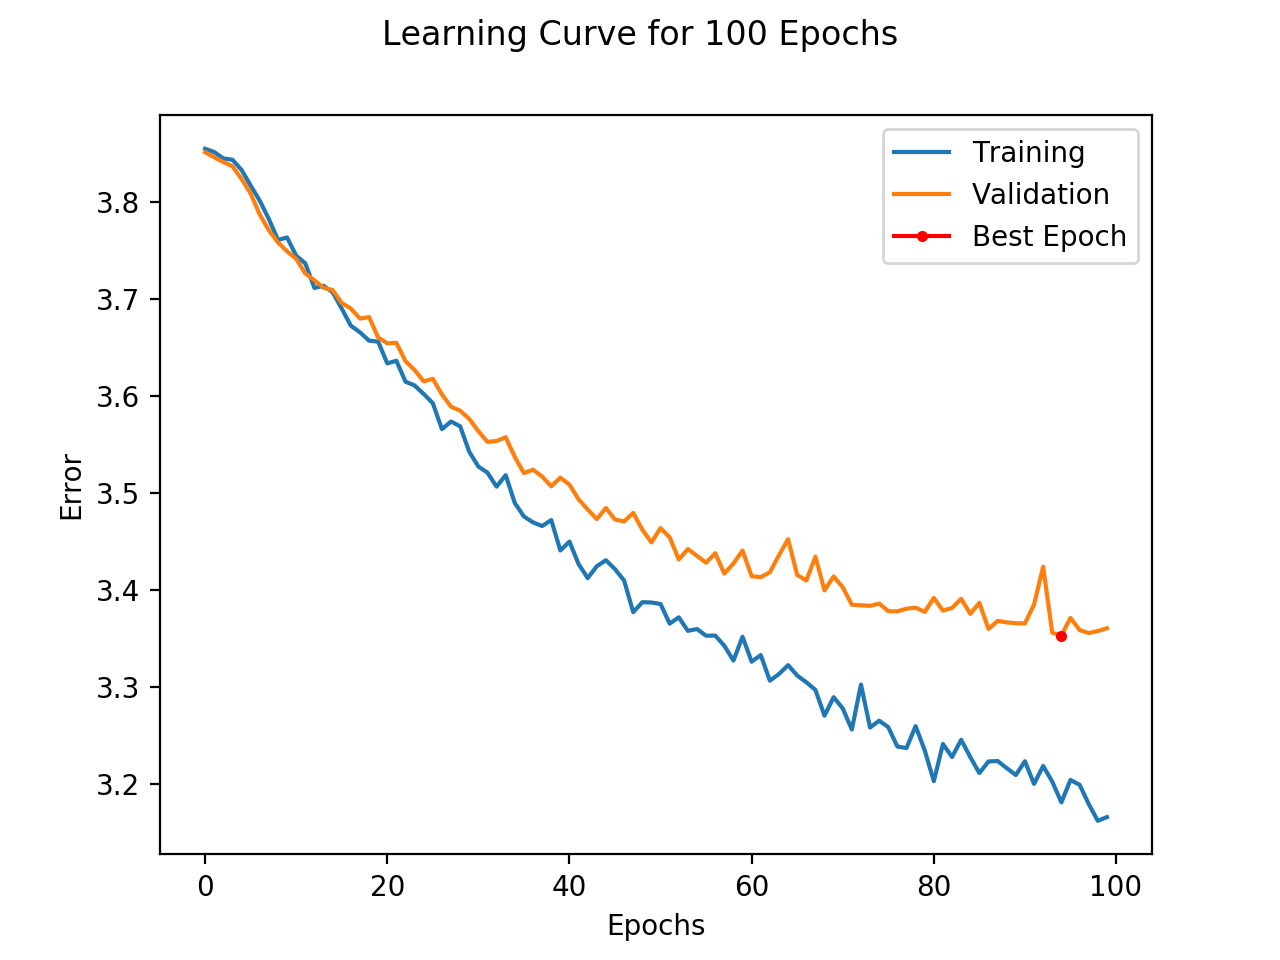 Learning Curve for 100 Epochs
Training
Validation
Best Epoch
3.8
3.7
3.6
3.5
3.4
3.3
3.2
Error
0 20 40 60 80 100
Epochs